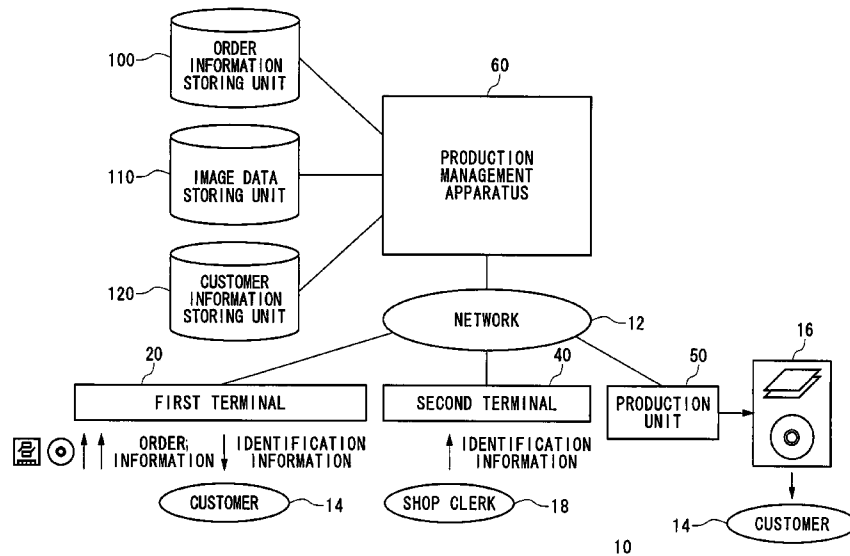 100
ORDER
INFORMATION
STORING UNIT
60
110
IMAGE DATA
STORING UNIT
PRODUCTION
MANAGEMENT
APPARATUS
120
CUSTOMER
INFORMATION
STORING UNIT
NETWORK
12
20
FIRST TERMINAL
40
SECOND TERMINAL
50
PRODUCTION
UNIT
16
ORDER
INFORMATION
IDENTIFICATION
INFORMATION
IDENTIFICATION
INFORMATION
CUSTOMER
14
SHOP CLERK
18
14
CUSTOMER
10